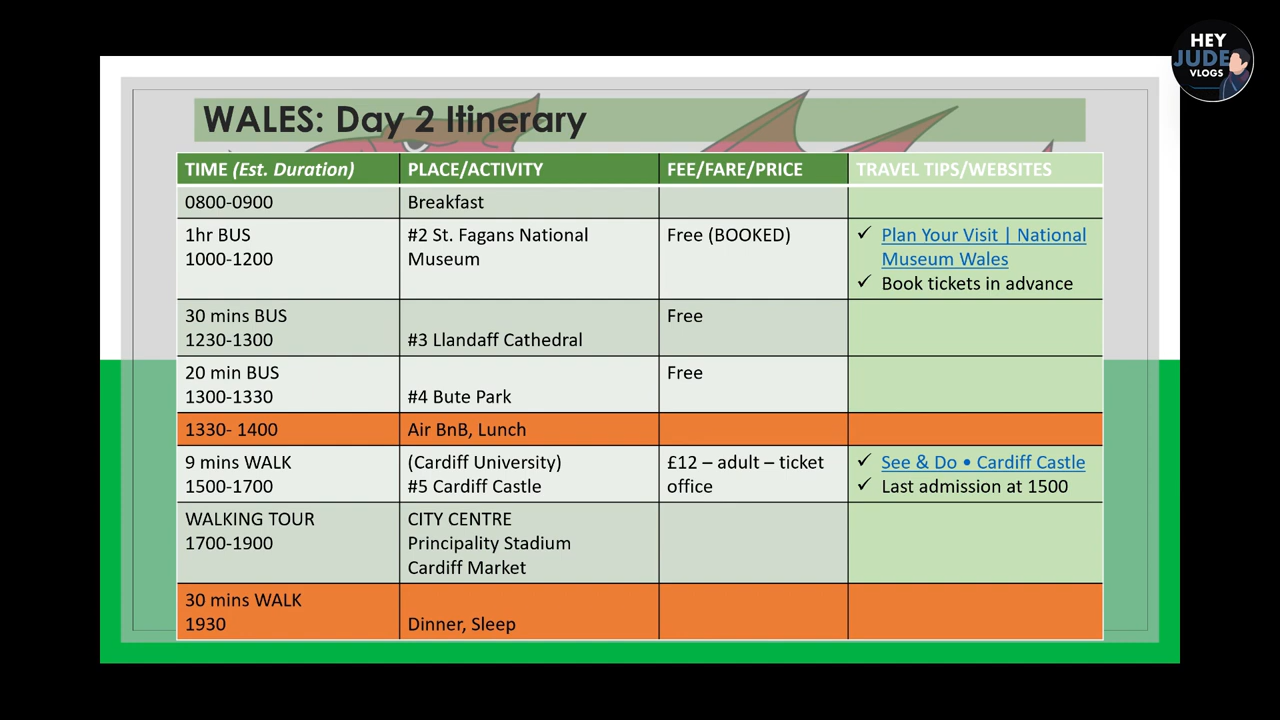 HEY
JUDE
VLOGS
WALES: Day 2 Itinerary
TIME (Est. Duration) PLACE/ACTIVITY FEE/FARE/PRICE TRAVEL TIPS/WEBSITES
0800-0900 Breakfast
1hr BUS #2 St. Fagans National Free (BOOKED) ✓ Plan Your Visit | National
1000-1200 Museum Museum Wales
✓ Book tickets in advance
30 mins BUS Free
1230-1300 #3 Llandaff Cathedral
20 min BUS Free
1300-1330 #4 Bute Park
1330- 1400 Air BnB, Lunch
9 mins WALK (Cardiff University) £12 – adult – ticket ✓ See & Do • Cardiff Castle
1500-1700 #5 Cardiff Castle office ✓ Last admission at 1500
WALKING TOUR CITY CENTRE
1700-1900 Principality Stadium
Cardiff Market
30 mins WALK
1930 Dinner, Sleep